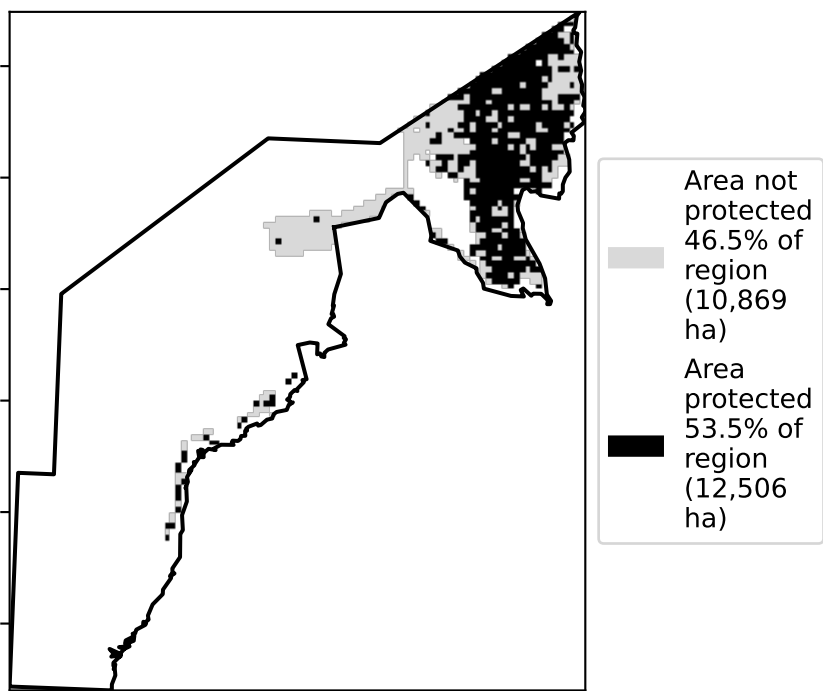 Area not
protected
46.5% of
region
(10,869
ha)
Area
protected
53.5% of
region
(12,506
ha)